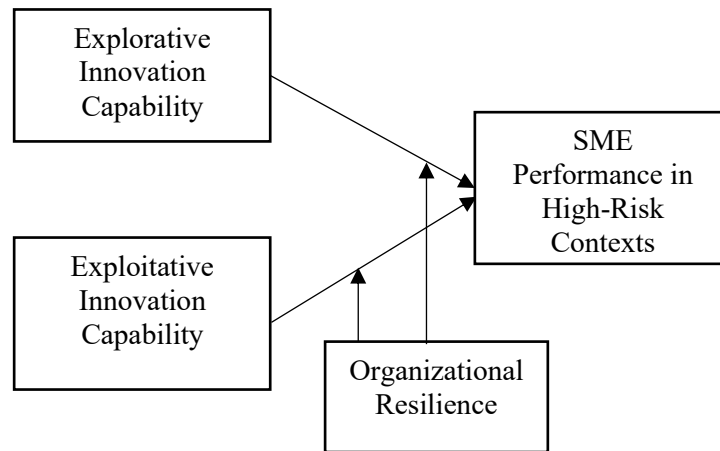 Explorative
Innovation
Capability
SME
Performance in
High-Risk
Contexts
Exploitative
Innovation
Capability
Organizational
Resilience